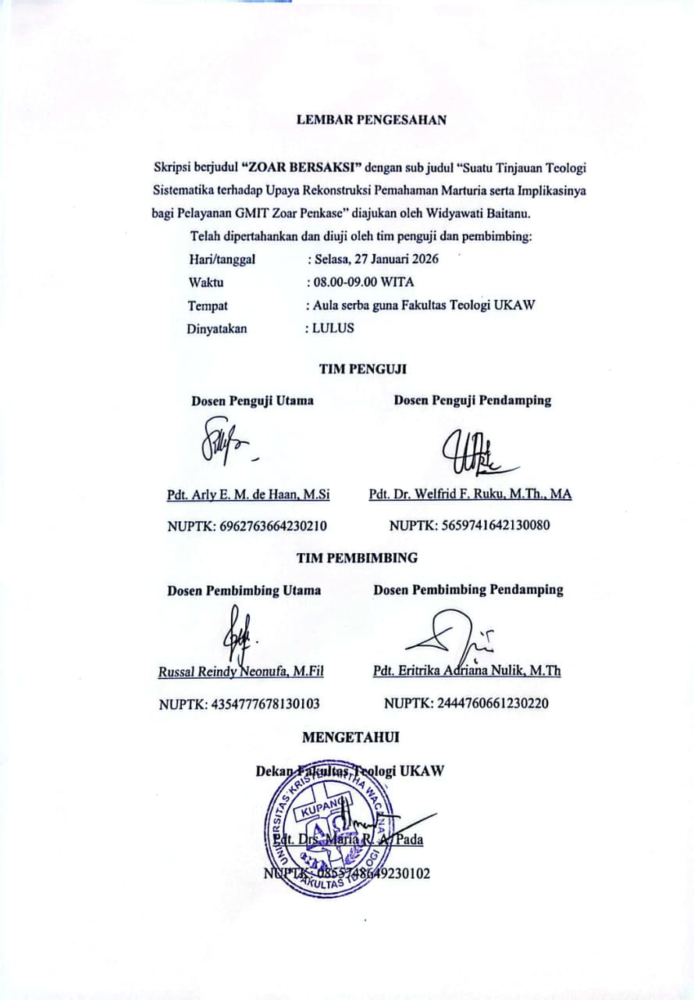 LEMBAR PENGESAHAN
Skripsi berjudul “ZOAR BERSAKSI” dengan sub judul “Suatu Tinjauan Teologi
Sistematika terhadap Upaya Rekonstruksi Pemahaman Marturia serta Implikasinya
bagi Pelayanan GMIT Zoar Penkase” diajukan oleh Widyawati Baitanu.
Telah dipertahankan dan diuji oleh tim penguji dan pembimbing:
Hari/tanggal : Selasa, 27 Januari 2026
Waktu : 08.00-09.00 WITA
Tempat : Aula serba guna Fakultas Teologi UKAW
Dinyatakan : LULUS
TIM PENGUJI
Dosen Penguji Utama Dosen Penguji Pendamping
Pdt. Arly E. M. de Haan, M.Si Pdt. Dr. Welfrid F. Ruku, M.Th., MA
NUPTK: 6962763664230210 NUPTK: 5659741642130080
TIM PEMBIMBING
Dosen Pembimbing Utama Dosen Pembimbing Pendamping
Russal Reindy Neonufa, M.Fil Pdt. Eritrika Adriana Nulik, M.Th
NUPTK: 4354777678130103 NUPTK: 2444760661230220
MENGETAHUI
Dekan Fakultas Teologi UKAW
UNIVERSITAS KRISTEN ARTHA WACANA
KUPANG
ΑΩ
FAKULTAS TEOLOGI
Pdt. Drs. Maria R. A. Pada
NUPTK: 0855748649230102